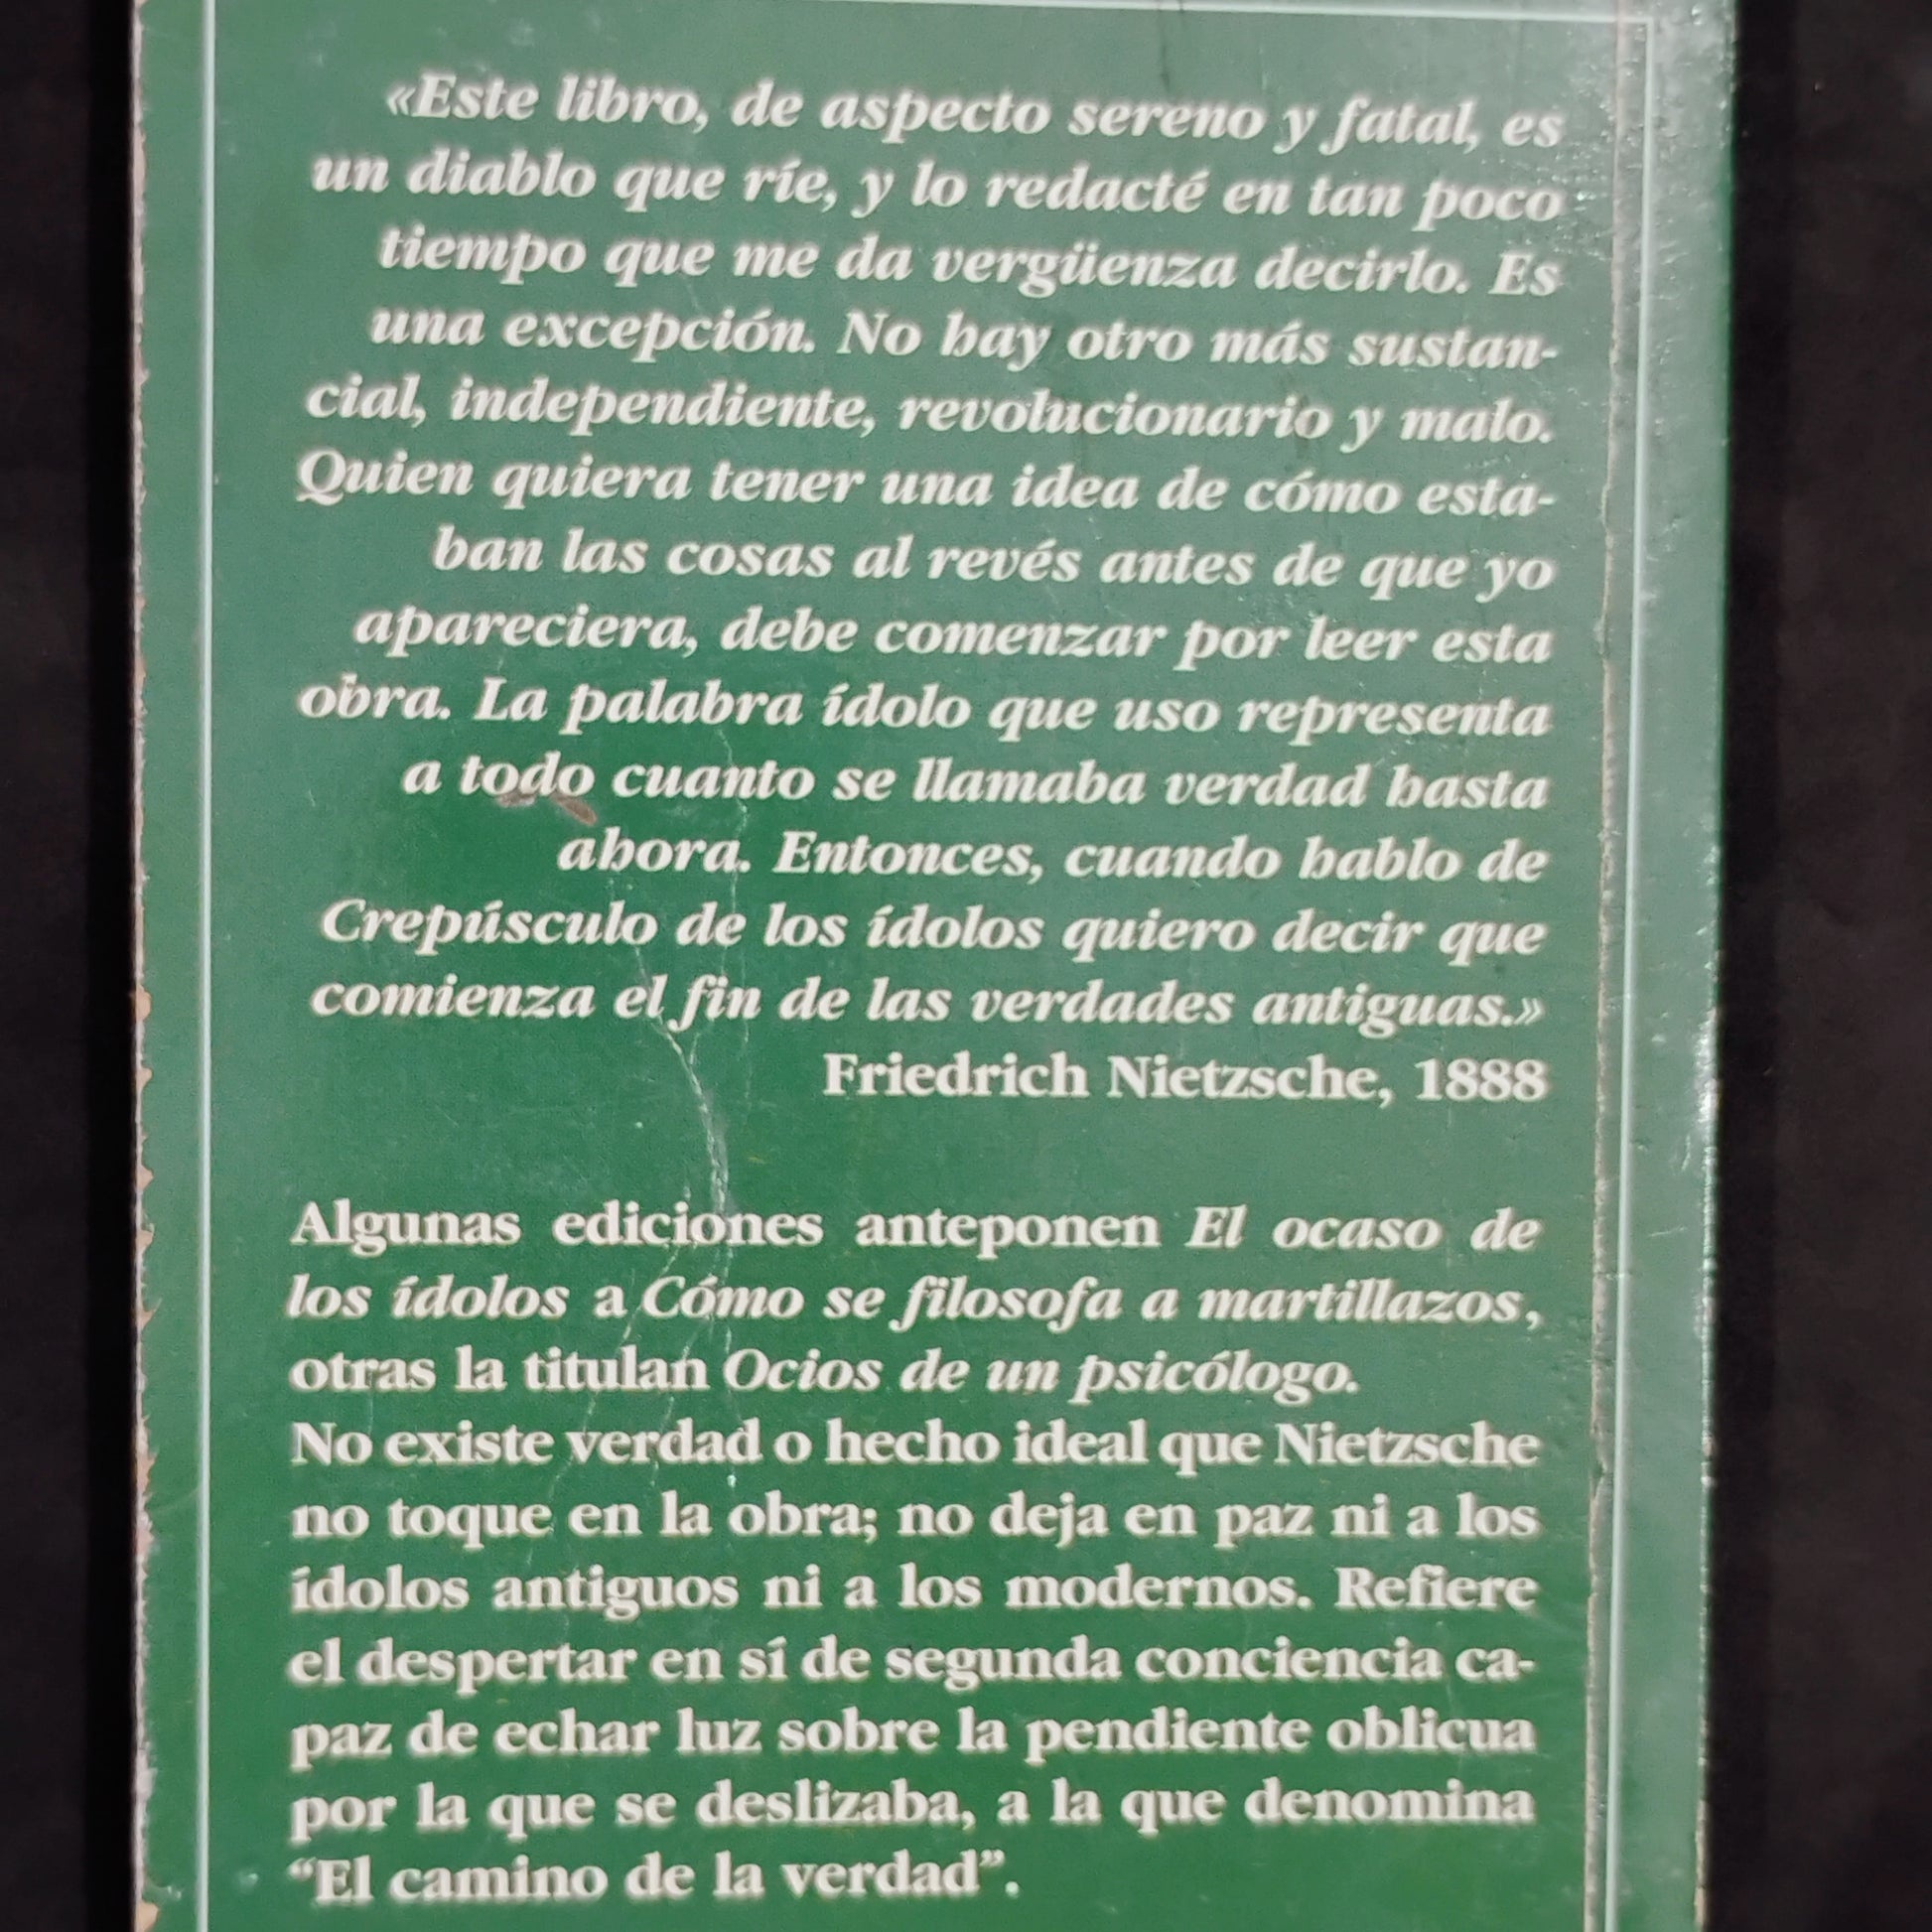 «Este libro, de aspecto sereno y fatal, es
un diablo que ríe, y lo redacté en tan poco
tiempo que me da vergüenza decirlo. Es
una excepción. No hay otro más sustan-
cial, independiente, revolucionario y malo.
Quien quiera tener una idea de cómo esta-
ban las cosas al revés antes de que yo
apareciera, debe comenzar por leer esta
obra. La palabra ídolo que uso representa
a todo cuanto se llamaba verdad hasta
ahora. Entonces, cuando hablo de
Crepúsculo de los ídolos quiero decir que
comienza el fin de las verdades antiguas.»
Friedrich Nietzsche, 1888
Algunas ediciones anteponen El ocaso de
los ídolos a Cómo se filosofa a martillazos,
otras la titulan Ocios de un psicólogo.
No existe verdad o hecho ideal que Nietzsche
no toque en la obra; no deja en paz ni a los
ídolos antiguos ni a los modernos. Refiere
el despertar en sí de segunda conciencia ca-
paz de echar luz sobre la pendiente oblicua
por la que se deslizaba, a la que denomina
“El camino de la verdad”.